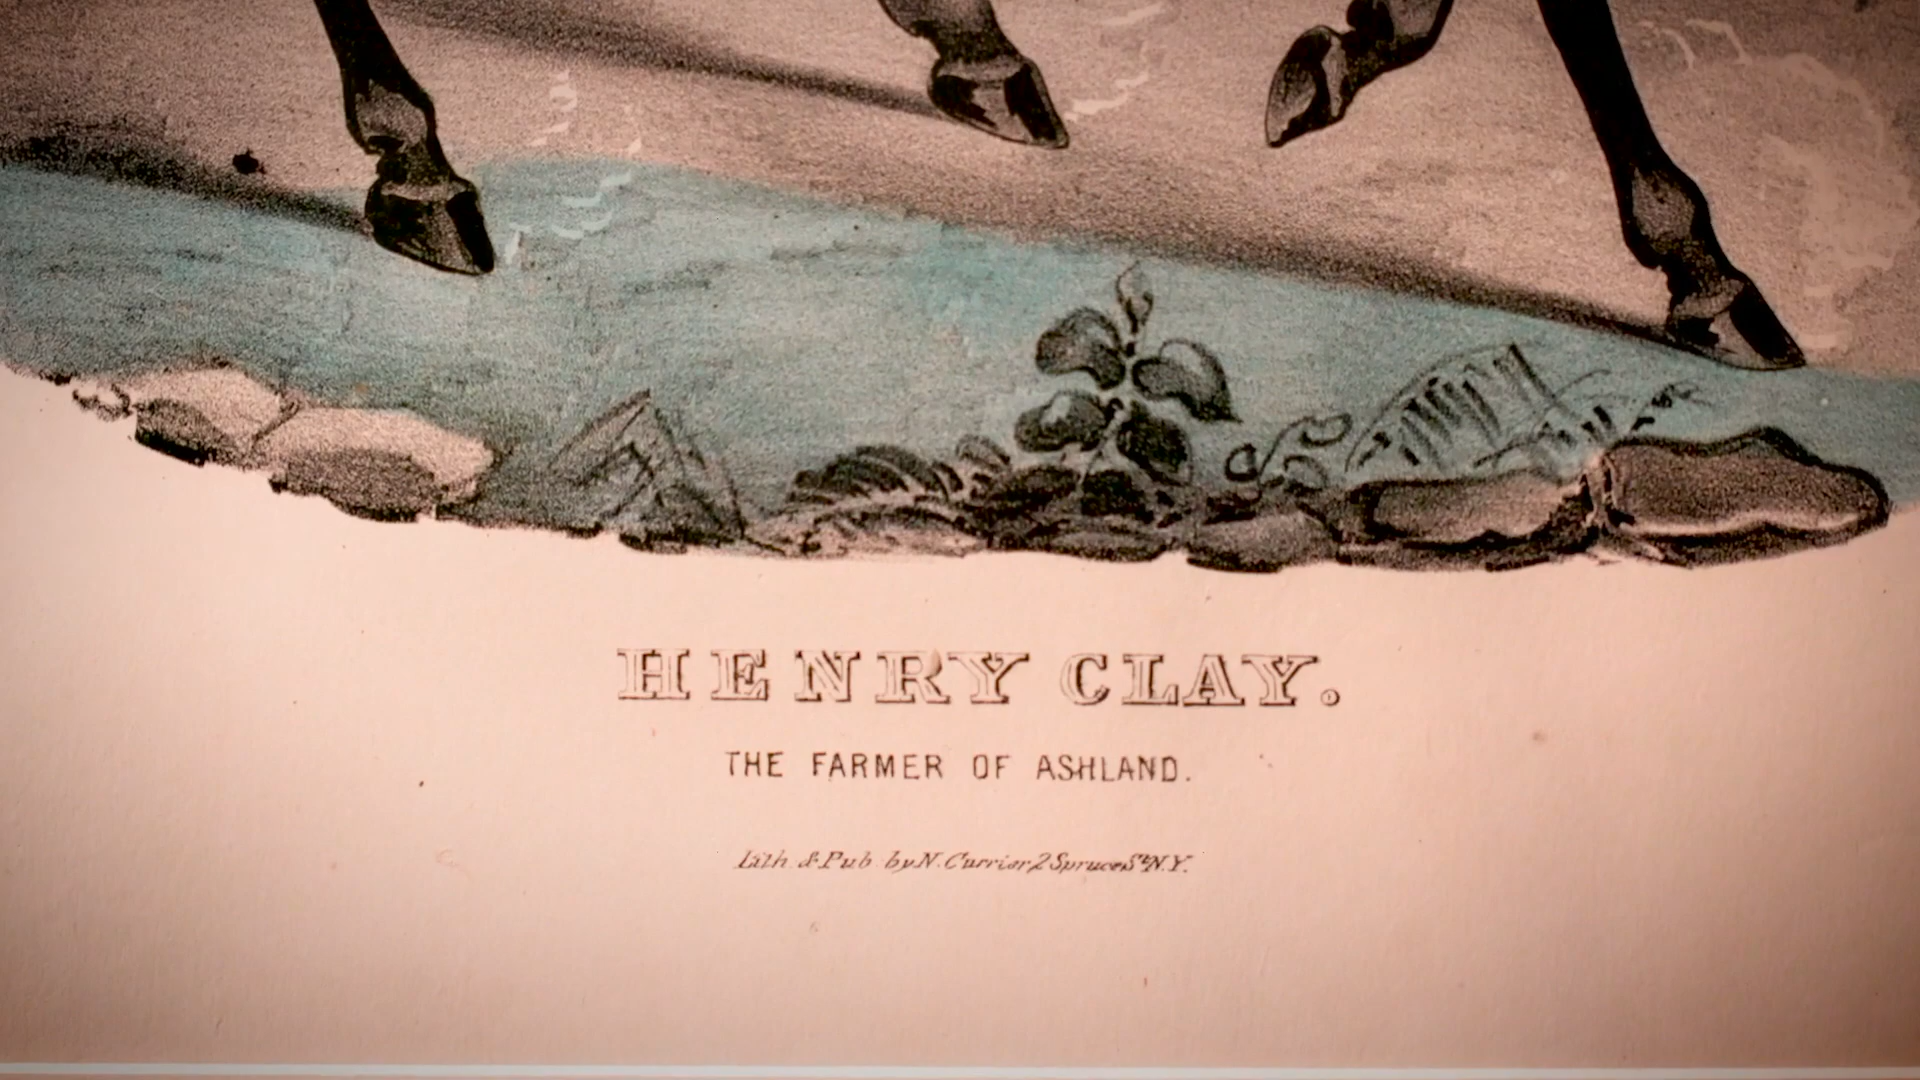 HENRY CLAY.
THE FARMER OF ASHLAND.
Lith. & Pub. by N. Currier, 2 Spruce St. N.Y.